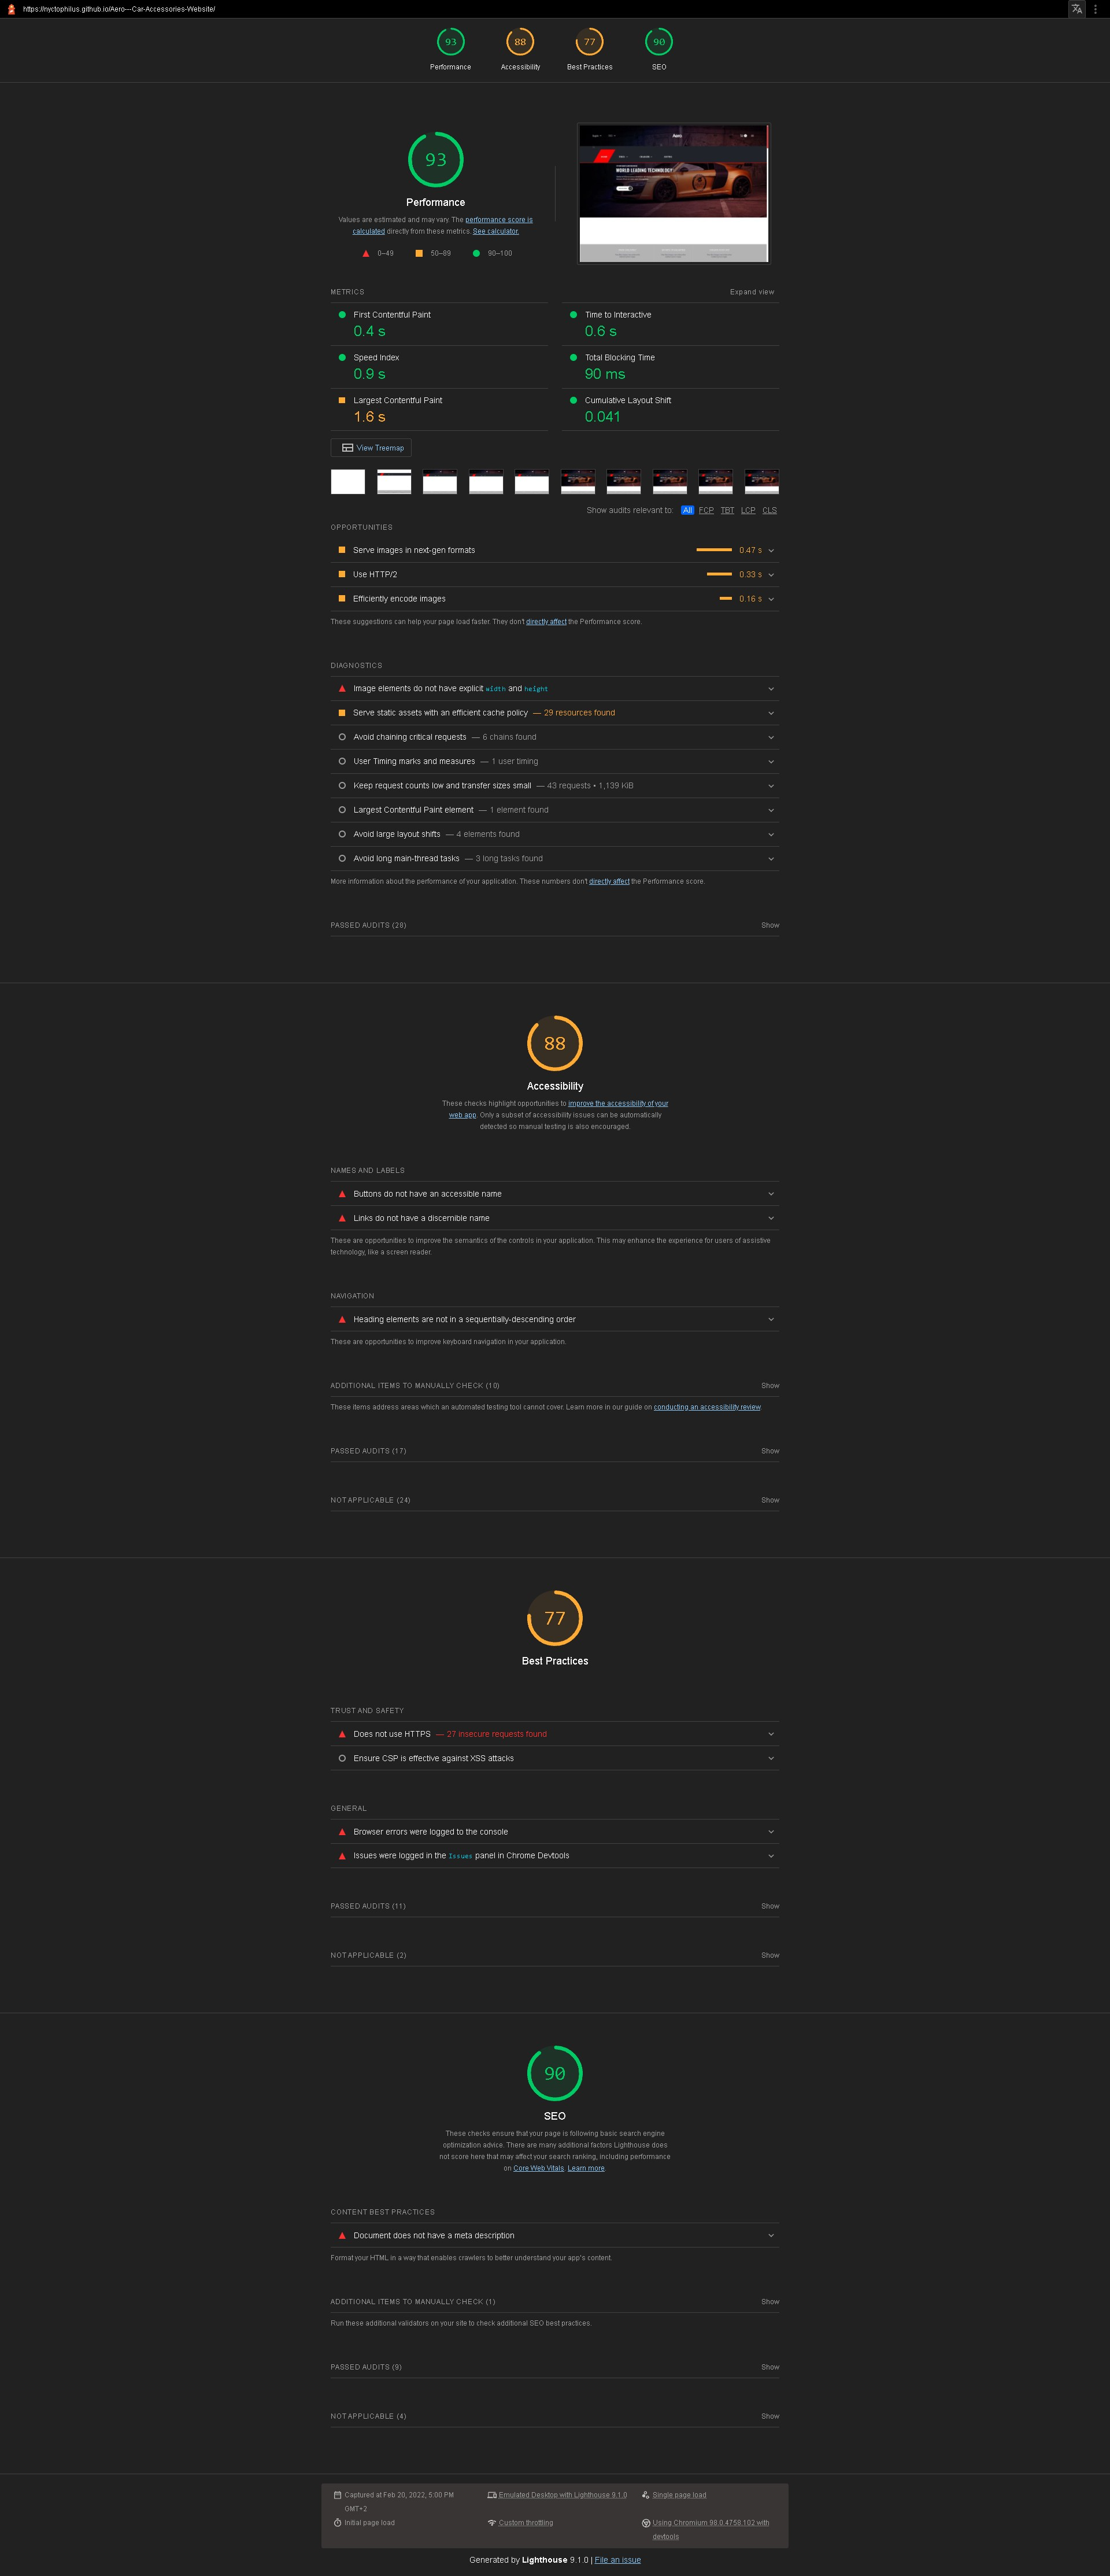 https://nyctophilus.github.io/Aero---Car-Accessories-Website/
93
88
77
90
Performance
Accessibility
Best Practices
SEO
93
Performance
Values are estimated and may vary. The performance score is
calculated directly from these metrics. See calculator.
0–49
50–89
90–100
Aero.
WORLD LEADING TECHNOLOGY
METRICS
Expand view
First Contentful Paint
0.4 s
Time to Interactive
0.6 s
Speed Index
0.9 s
Total Blocking Time
90 ms
Largest Contentful Paint
1.6 s
Cumulative Layout Shift
0.041
View Treemap
Show audits relevant to: All FCP TBT LCP CLS
OPPORTUNITIES
Serve images in next-gen formats 0.47 s
Use HTTP/2 0.33 s
Efficiently encode images 0.16 s
These suggestions can help your page load faster. They don't directly affect the Performance score.
DIAGNOSTICS
Image elements do not have explicit width and height
Serve static assets with an efficient cache policy — 29 resources found
Avoid chaining critical requests — 6 chains found
User Timing marks and measures — 1 user timing
Keep request counts low and transfer sizes small — 43 requests • 1,139 KiB
Largest Contentful Paint element — 1 element found
Avoid large layout shifts — 4 elements found
Avoid long main-thread tasks — 3 long tasks found
More information about the performance of your application. These numbers don't directly affect the Performance score.
PASSED AUDITS (28) Show
88
Accessibility
These checks highlight opportunities to improve the accessibility of your
web app. Only a subset of accessibility issues can be automatically
detected so manual testing is also encouraged.
NAMES AND LABELS
Buttons do not have an accessible name
Links do not have a discernible name
These are opportunities to improve the semantics of the controls in your application. This may enhance the experience for users of assistive
technology, like a screen reader.
NAVIGATION
Heading elements are not in a sequentially-descending order
These are opportunities to improve keyboard navigation in your application.
ADDITIONAL ITEMS TO MANUALLY CHECK (10) Show
These items address areas which an automated testing tool cannot cover. Learn more in our guide on conducting an accessibility review.
PASSED AUDITS (17) Show
NOT APPLICABLE (24) Show
77
Best Practices
TRUST AND SAFETY
Does not use HTTPS — 27 insecure requests found
Ensure CSP is effective against XSS attacks
GENERAL
Browser errors were logged to the console
Issues were logged in the Issues panel in Chrome Devtools
PASSED AUDITS (11) Show
NOT APPLICABLE (2) Show
90
SEO
These checks ensure that your page is following basic search engine
optimization advice. There are many additional factors Lighthouse does
not score here that may affect your search ranking, including performance
on Core Web Vitals. Learn more.
CONTENT BEST PRACTICES
Document does not have a meta description
Format your HTML in a way that enables crawlers to better understand your app's content.
ADDITIONAL ITEMS TO MANUALLY CHECK (1) Show
Run these additional validators on your site to check additional SEO best practices.
PASSED AUDITS (9) Show
NOT APPLICABLE (4) Show
Captured at Feb 20, 2022, 5:00 PM
GMT+2
Emulated Desktop with Lighthouse 9.1.0
Single page load
Initial page load
Custom throttling
Using Chromium 98.0.4758.102 with
devtools
Generated by Lighthouse 9.1.0 | File an issue